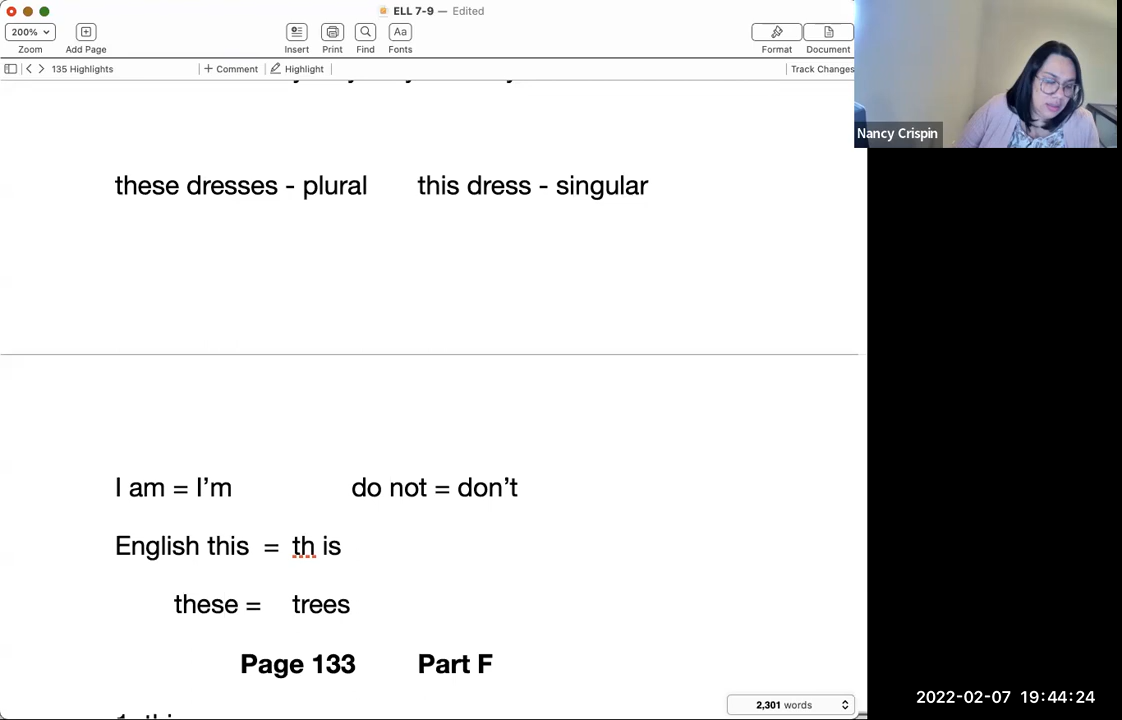 ELL 7-9 — Edited
200%
Zoom
Add Page
Insert
Print
Find
Aa
Fonts
Format
Document
135 Highlights
+ Comment
Highlight
Track Changes
Nancy Crispin
these dresses - plural this dress - singular
I am = I’m do not = don’t
English this = th is
these = trees
Page 133 Part F
2,301 words
2022-02-07 19:44:24